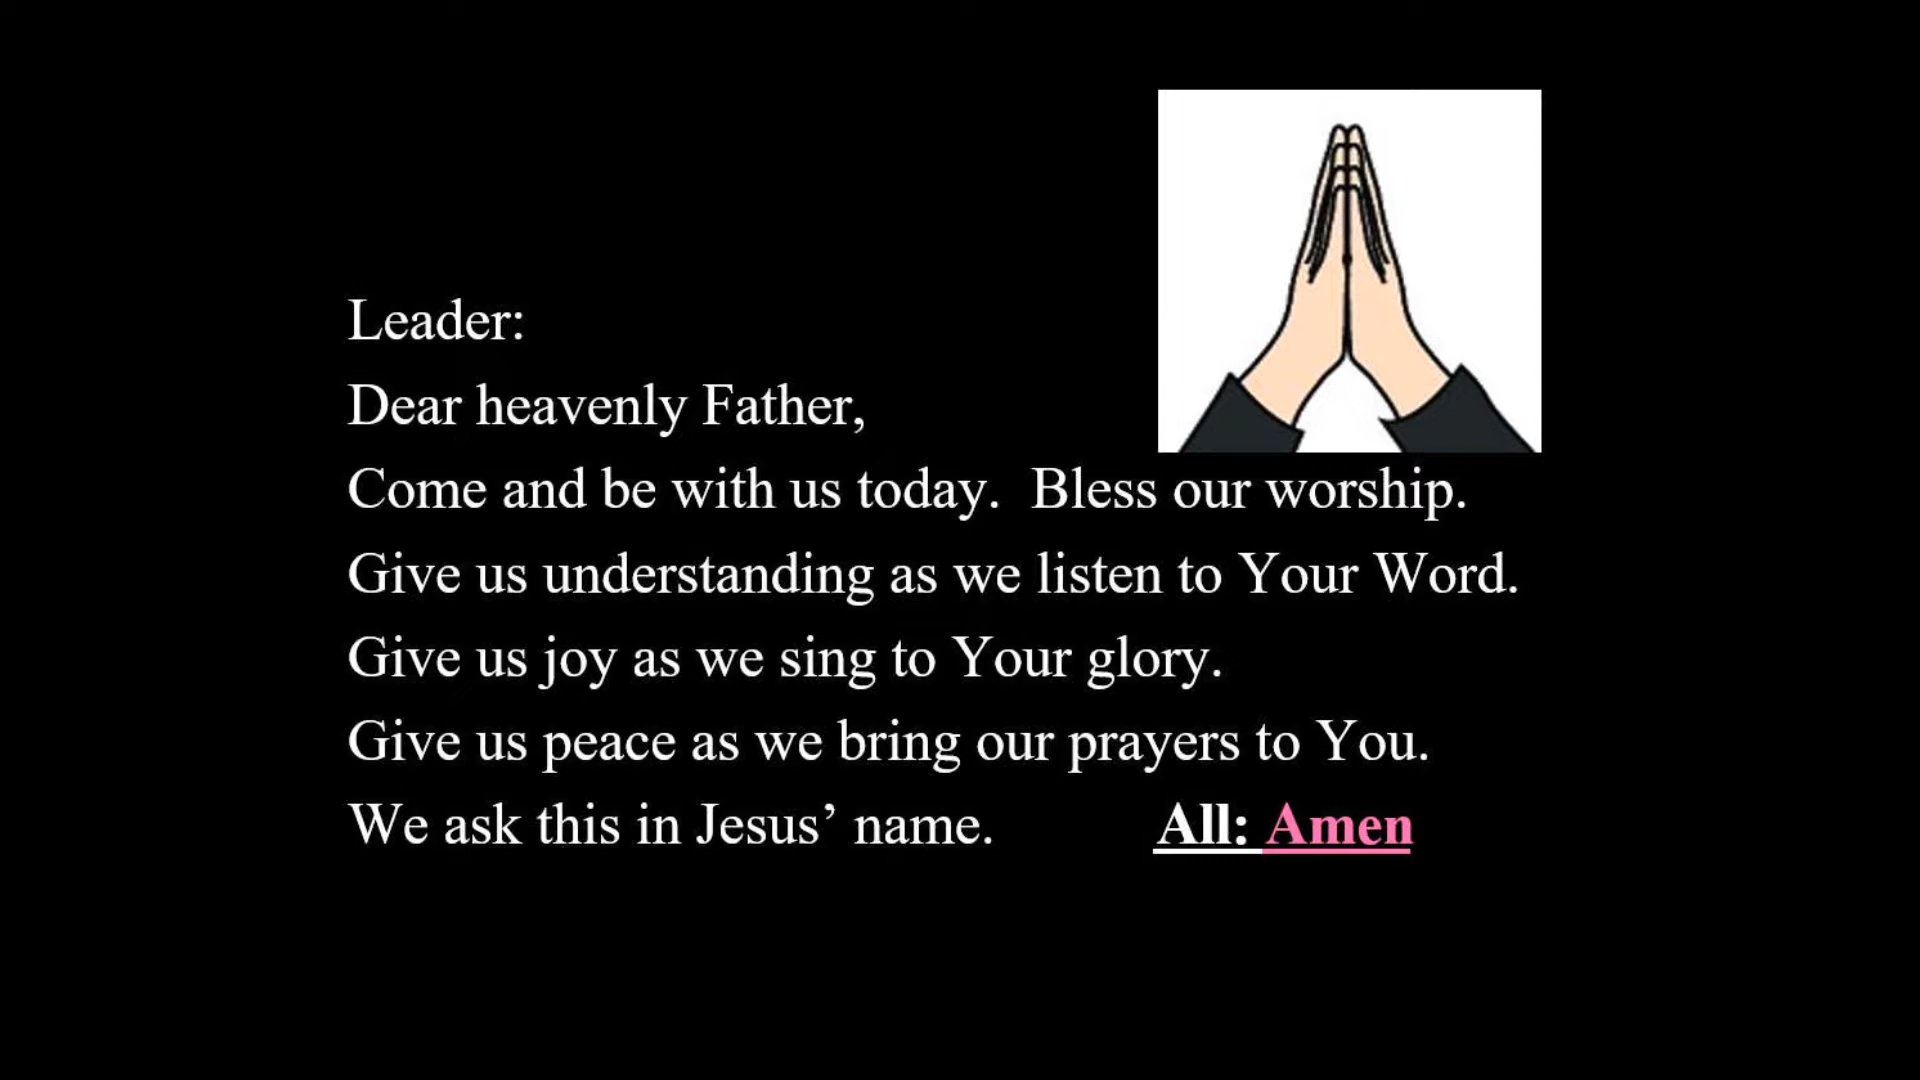 Leader:
Dear heavenly Father,
Come and be with us today.  Bless our worship.
Give us understanding as we listen to Your Word.
Give us joy as we sing to Your glory.
Give us peace as we bring our prayers to You.
We ask this in Jesus’ name. All: Amen